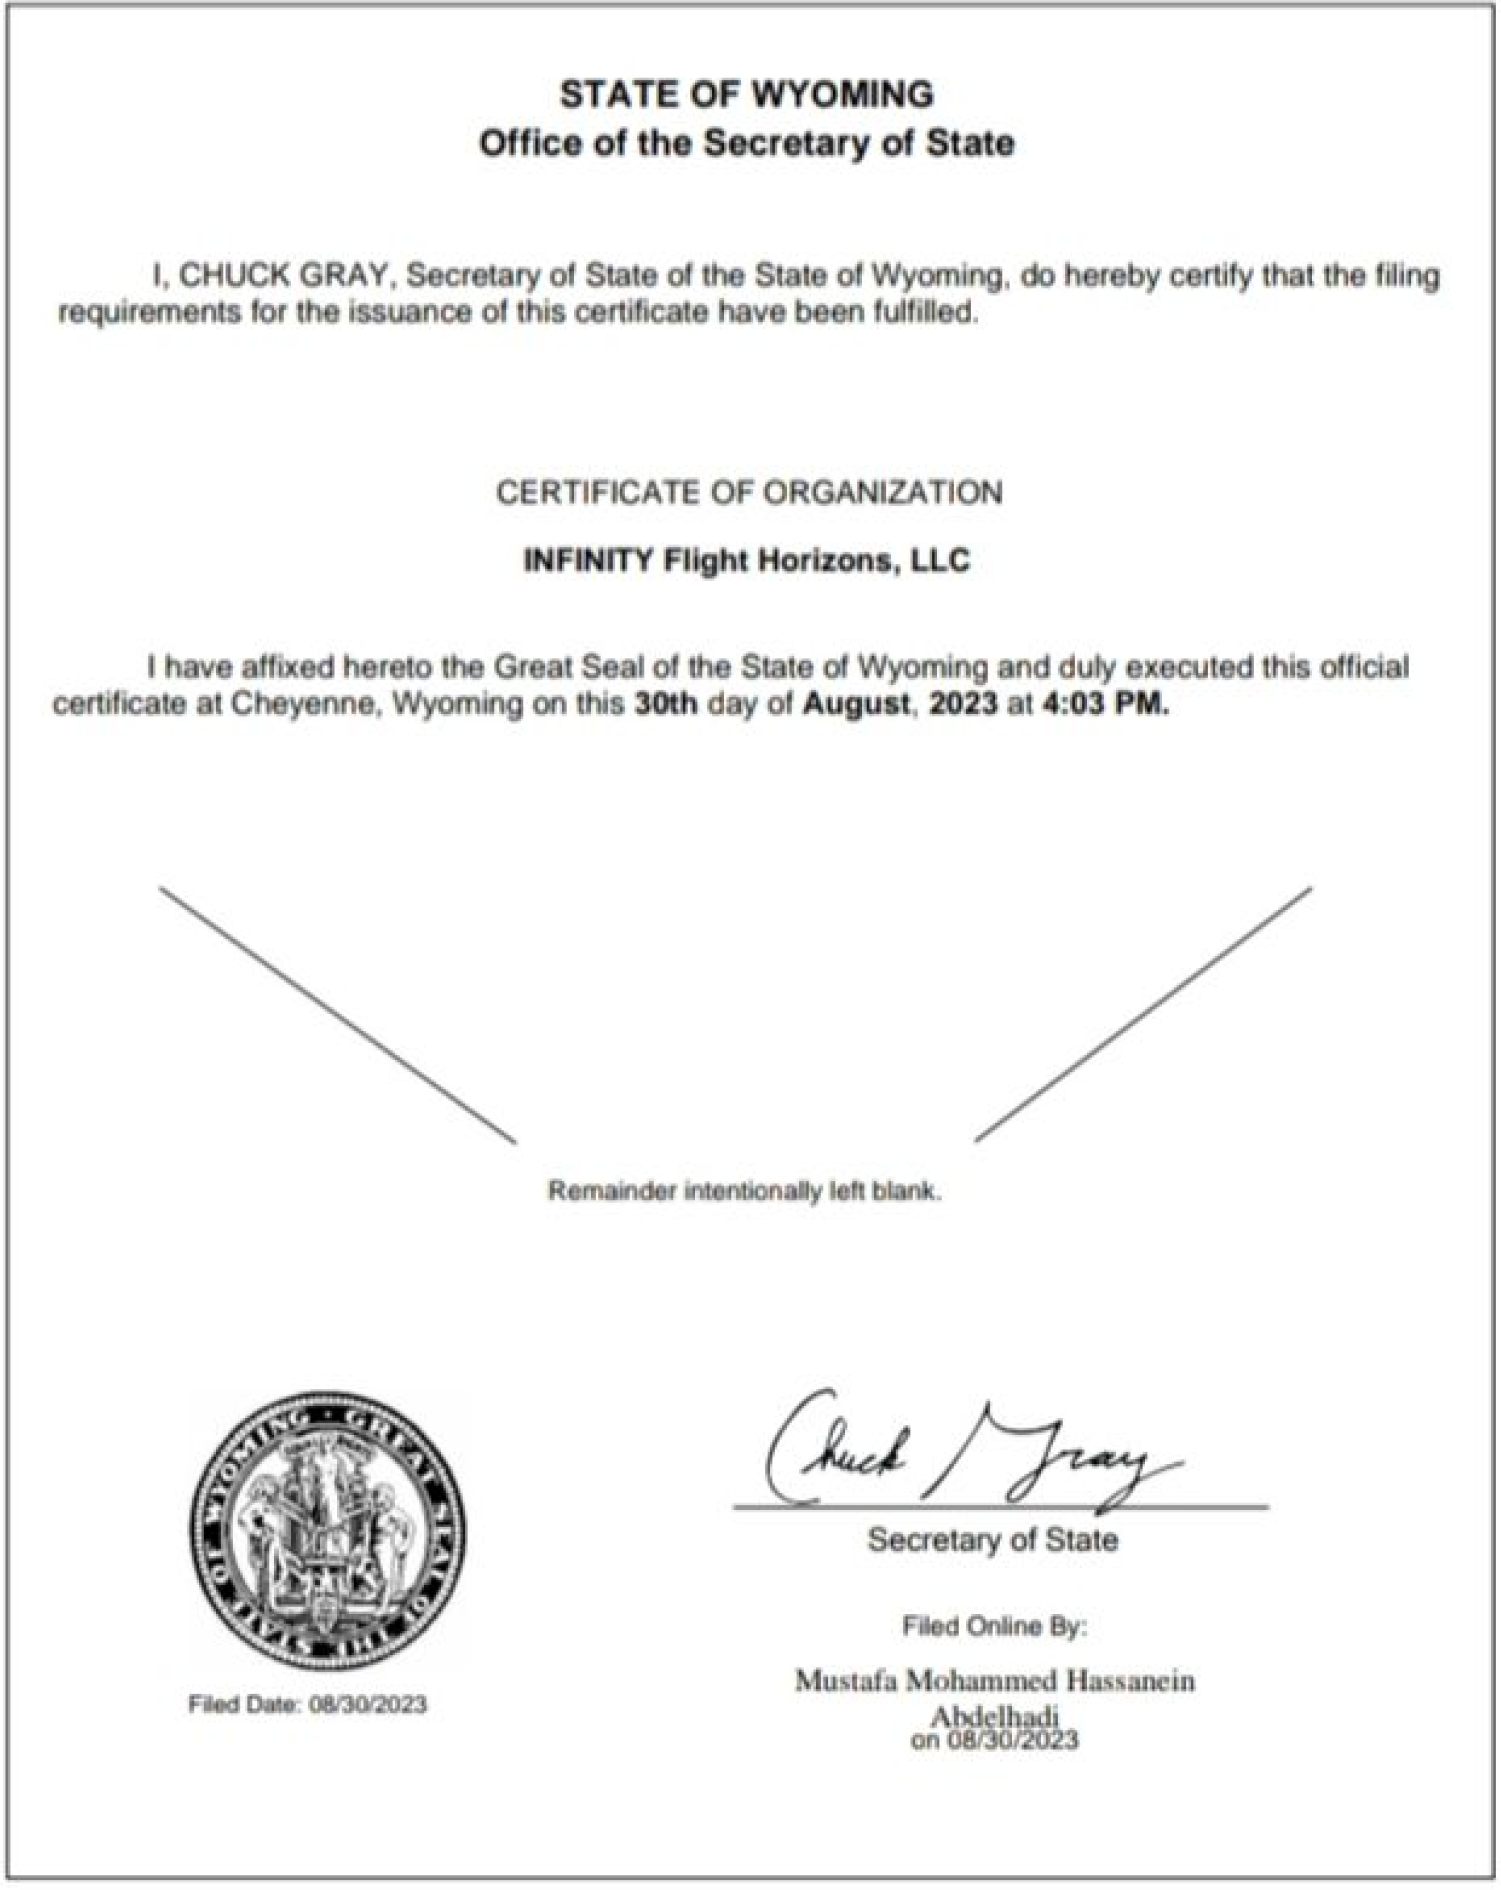 STATE OF WYOMING
Office of the Secretary of State
I, CHUCK GRAY, Secretary of State of the State of Wyoming, do hereby certify that the filing
requirements for the issuance of this certificate have been fulfilled.
CERTIFICATE OF ORGANIZATION
INFINITY Flight Horizons, LLC
I have affixed hereto the Great Seal of the State of Wyoming and duly executed this official
certificate at Cheyenne, Wyoming on this 30th day of August, 2023 at 4:03 PM.
Remainder intentionally left blank.
GREAT SEAL OF THE STATE OF WYOMING
Chuck Gray
Secretary of State
Filed Online By:
Mustafa Mohammed Hassanein
Abdelhadi
on 08/30/2023
Filed Date: 08/30/2023